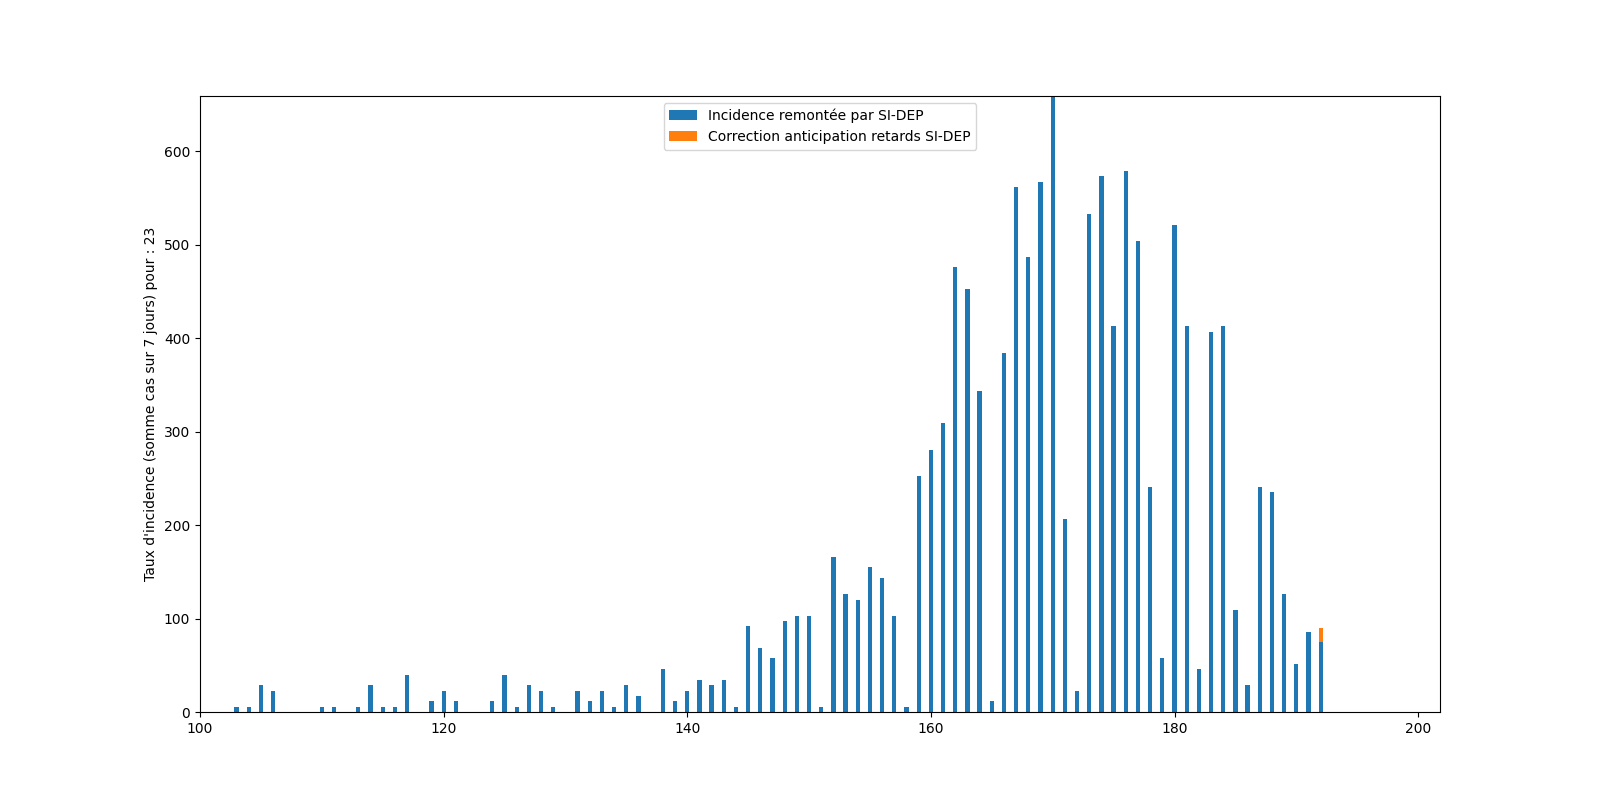 Incidence remontée par SI-DEP
Correction anticipation retards SI-DEP
Taux d'incidence (somme cas sur 7 jours) pour : 23
600
500
400
300
200
100
0
100 120 140 160 180 200